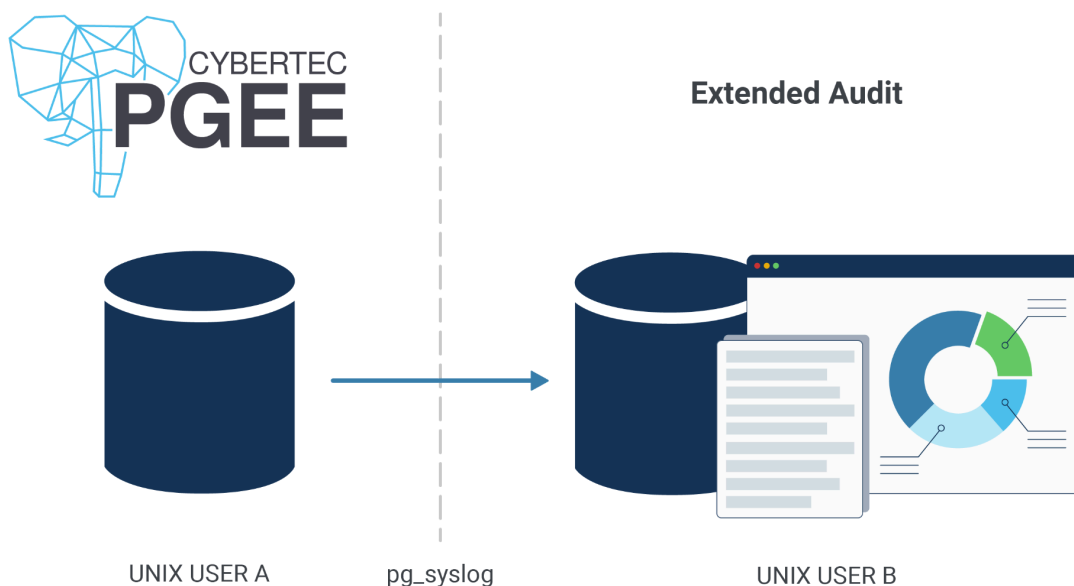 CYBERTEC
PGEE
Extended Audit
UNIX USER A
pg_syslog
UNIX USER B